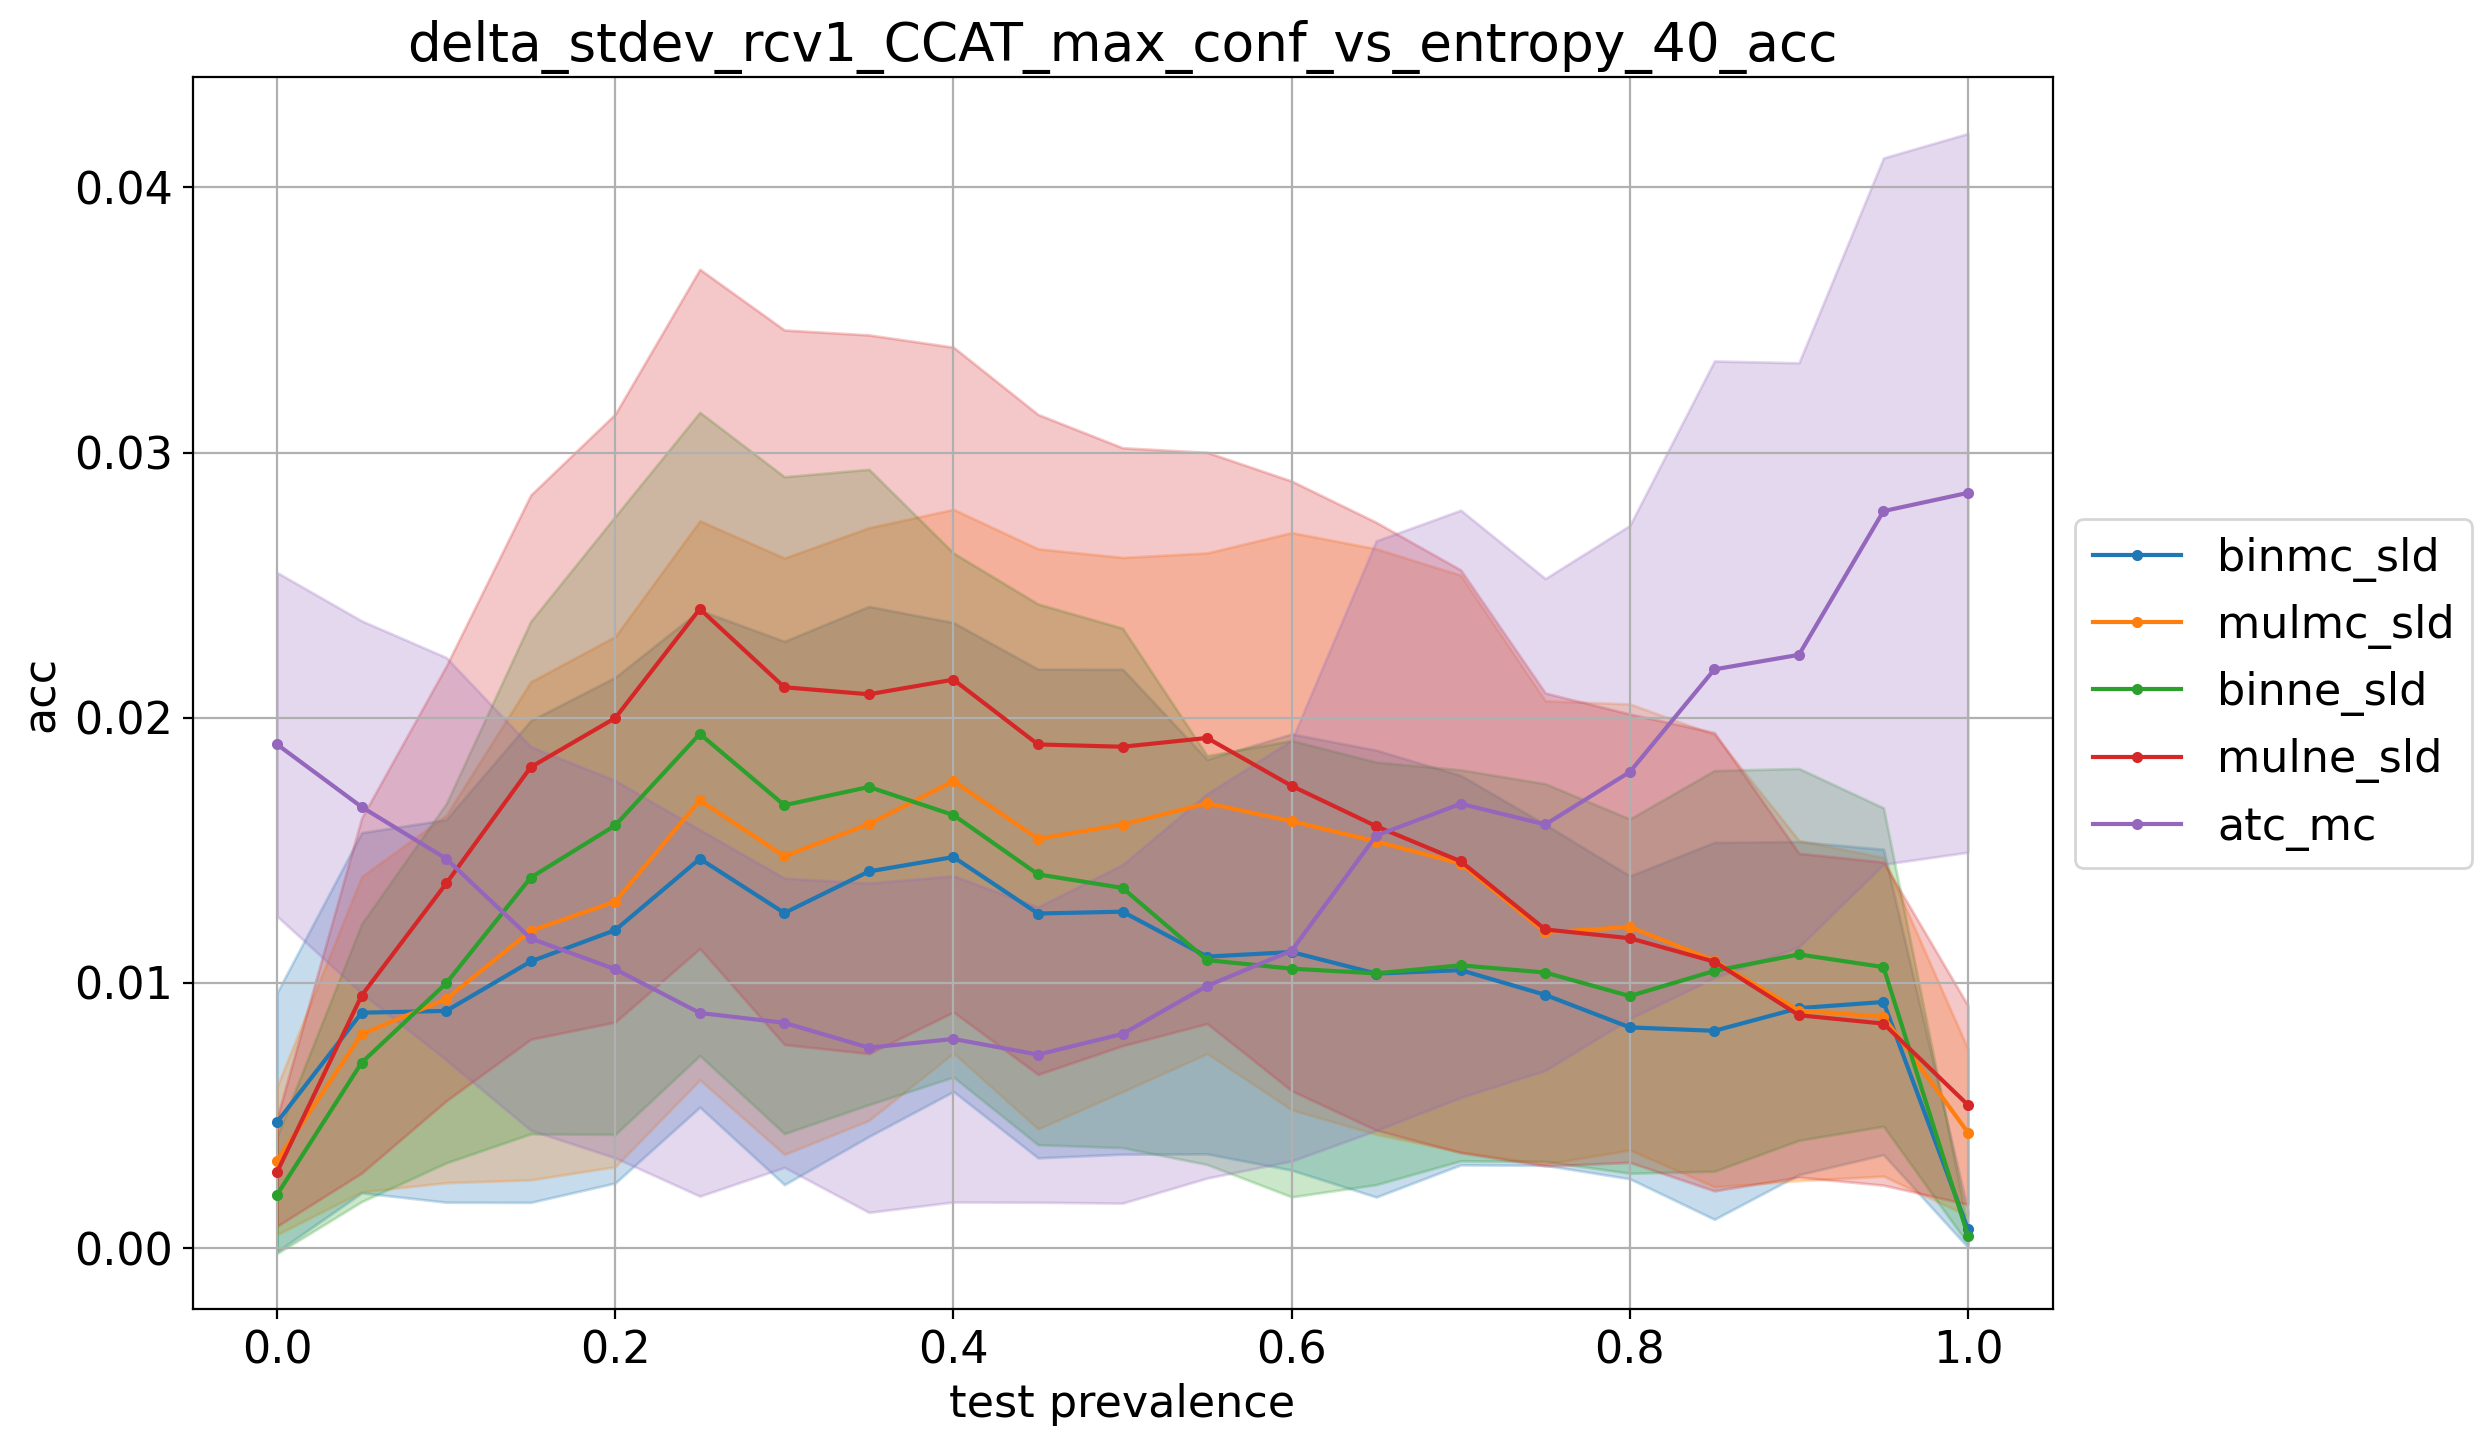 delta_stdev_rcv1_CCAT_max_conf_vs_entropy_40_acc
acc
0.04
0.03
0.02
0.01
0.00
0.0 0.2 0.4 0.6 0.8 1.0
test prevalence
binmc_sld
mulmc_sld
binne_sld
mulne_sld
atc_mc